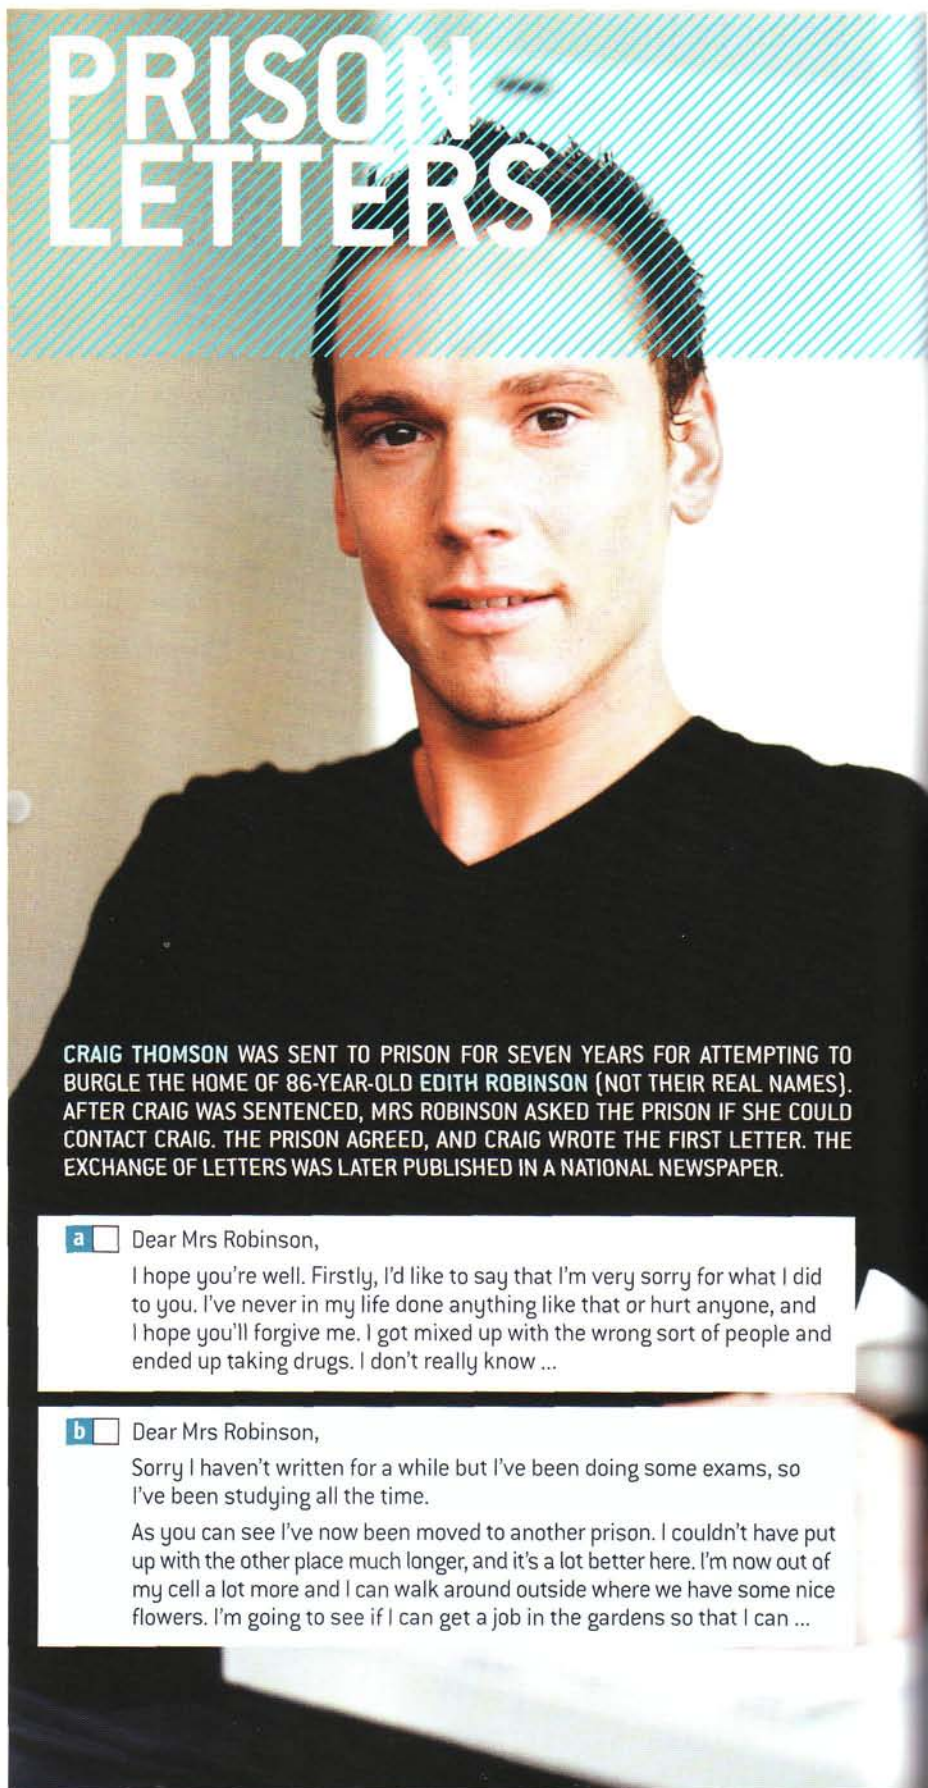 PRISON
LETTERS
CRAIG THOMSON WAS SENT TO PRISON FOR SEVEN YEARS FOR ATTEMPTING TO
BURGLE THE HOME OF 86-YEAR-OLD EDITH ROBINSON (NOT THEIR REAL NAMES).
AFTER CRAIG WAS SENTENCED, MRS ROBINSON ASKED THE PRISON IF SHE COULD
CONTACT CRAIG. THE PRISON AGREED, AND CRAIG WROTE THE FIRST LETTER. THE
EXCHANGE OF LETTERS WAS LATER PUBLISHED IN A NATIONAL NEWSPAPER.
a Dear Mrs Robinson,
I hope you're well. Firstly, I'd like to say that I'm very sorry for what I did
to you. I've never in my life done anything like that or hurt anyone, and
I hope you'll forgive me. I got mixed up with the wrong sort of people and
ended up taking drugs. I don't really know ...
b Dear Mrs Robinson,
Sorry I haven't written for a while but I've been doing some exams, so
I've been studying all the time.
As you can see I've now been moved to another prison. I couldn't have put
up with the other place much longer, and it's a lot better here. I'm now out of
my cell a lot more and I can walk around outside where we have some nice
flowers. I'm going to see if I can get a job in the gardens so that I can ...